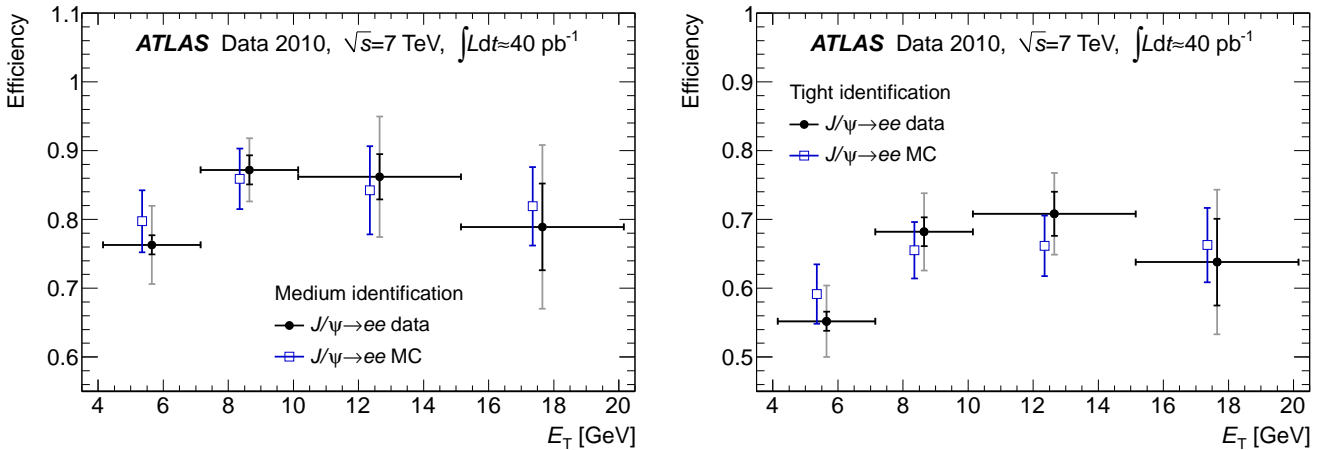 ATLAS Data 2010, √s=7 TeV, ∫Ldt≈40 pb⁻¹
Efficiency
1.1
1
0.9
0.8
0.7
0.6
Medium identification
J/ψ→ee data
J/ψ→ee MC
4 6 8 10 12 14 16 18 20
E_T [GeV]
ATLAS Data 2010, √s=7 TeV, ∫Ldt≈40 pb⁻¹
Efficiency
1
0.9
0.8
0.7
0.6
0.5
Tight identification
J/ψ→ee data
J/ψ→ee MC
4 6 8 10 12 14 16 18 20
E_T [GeV]